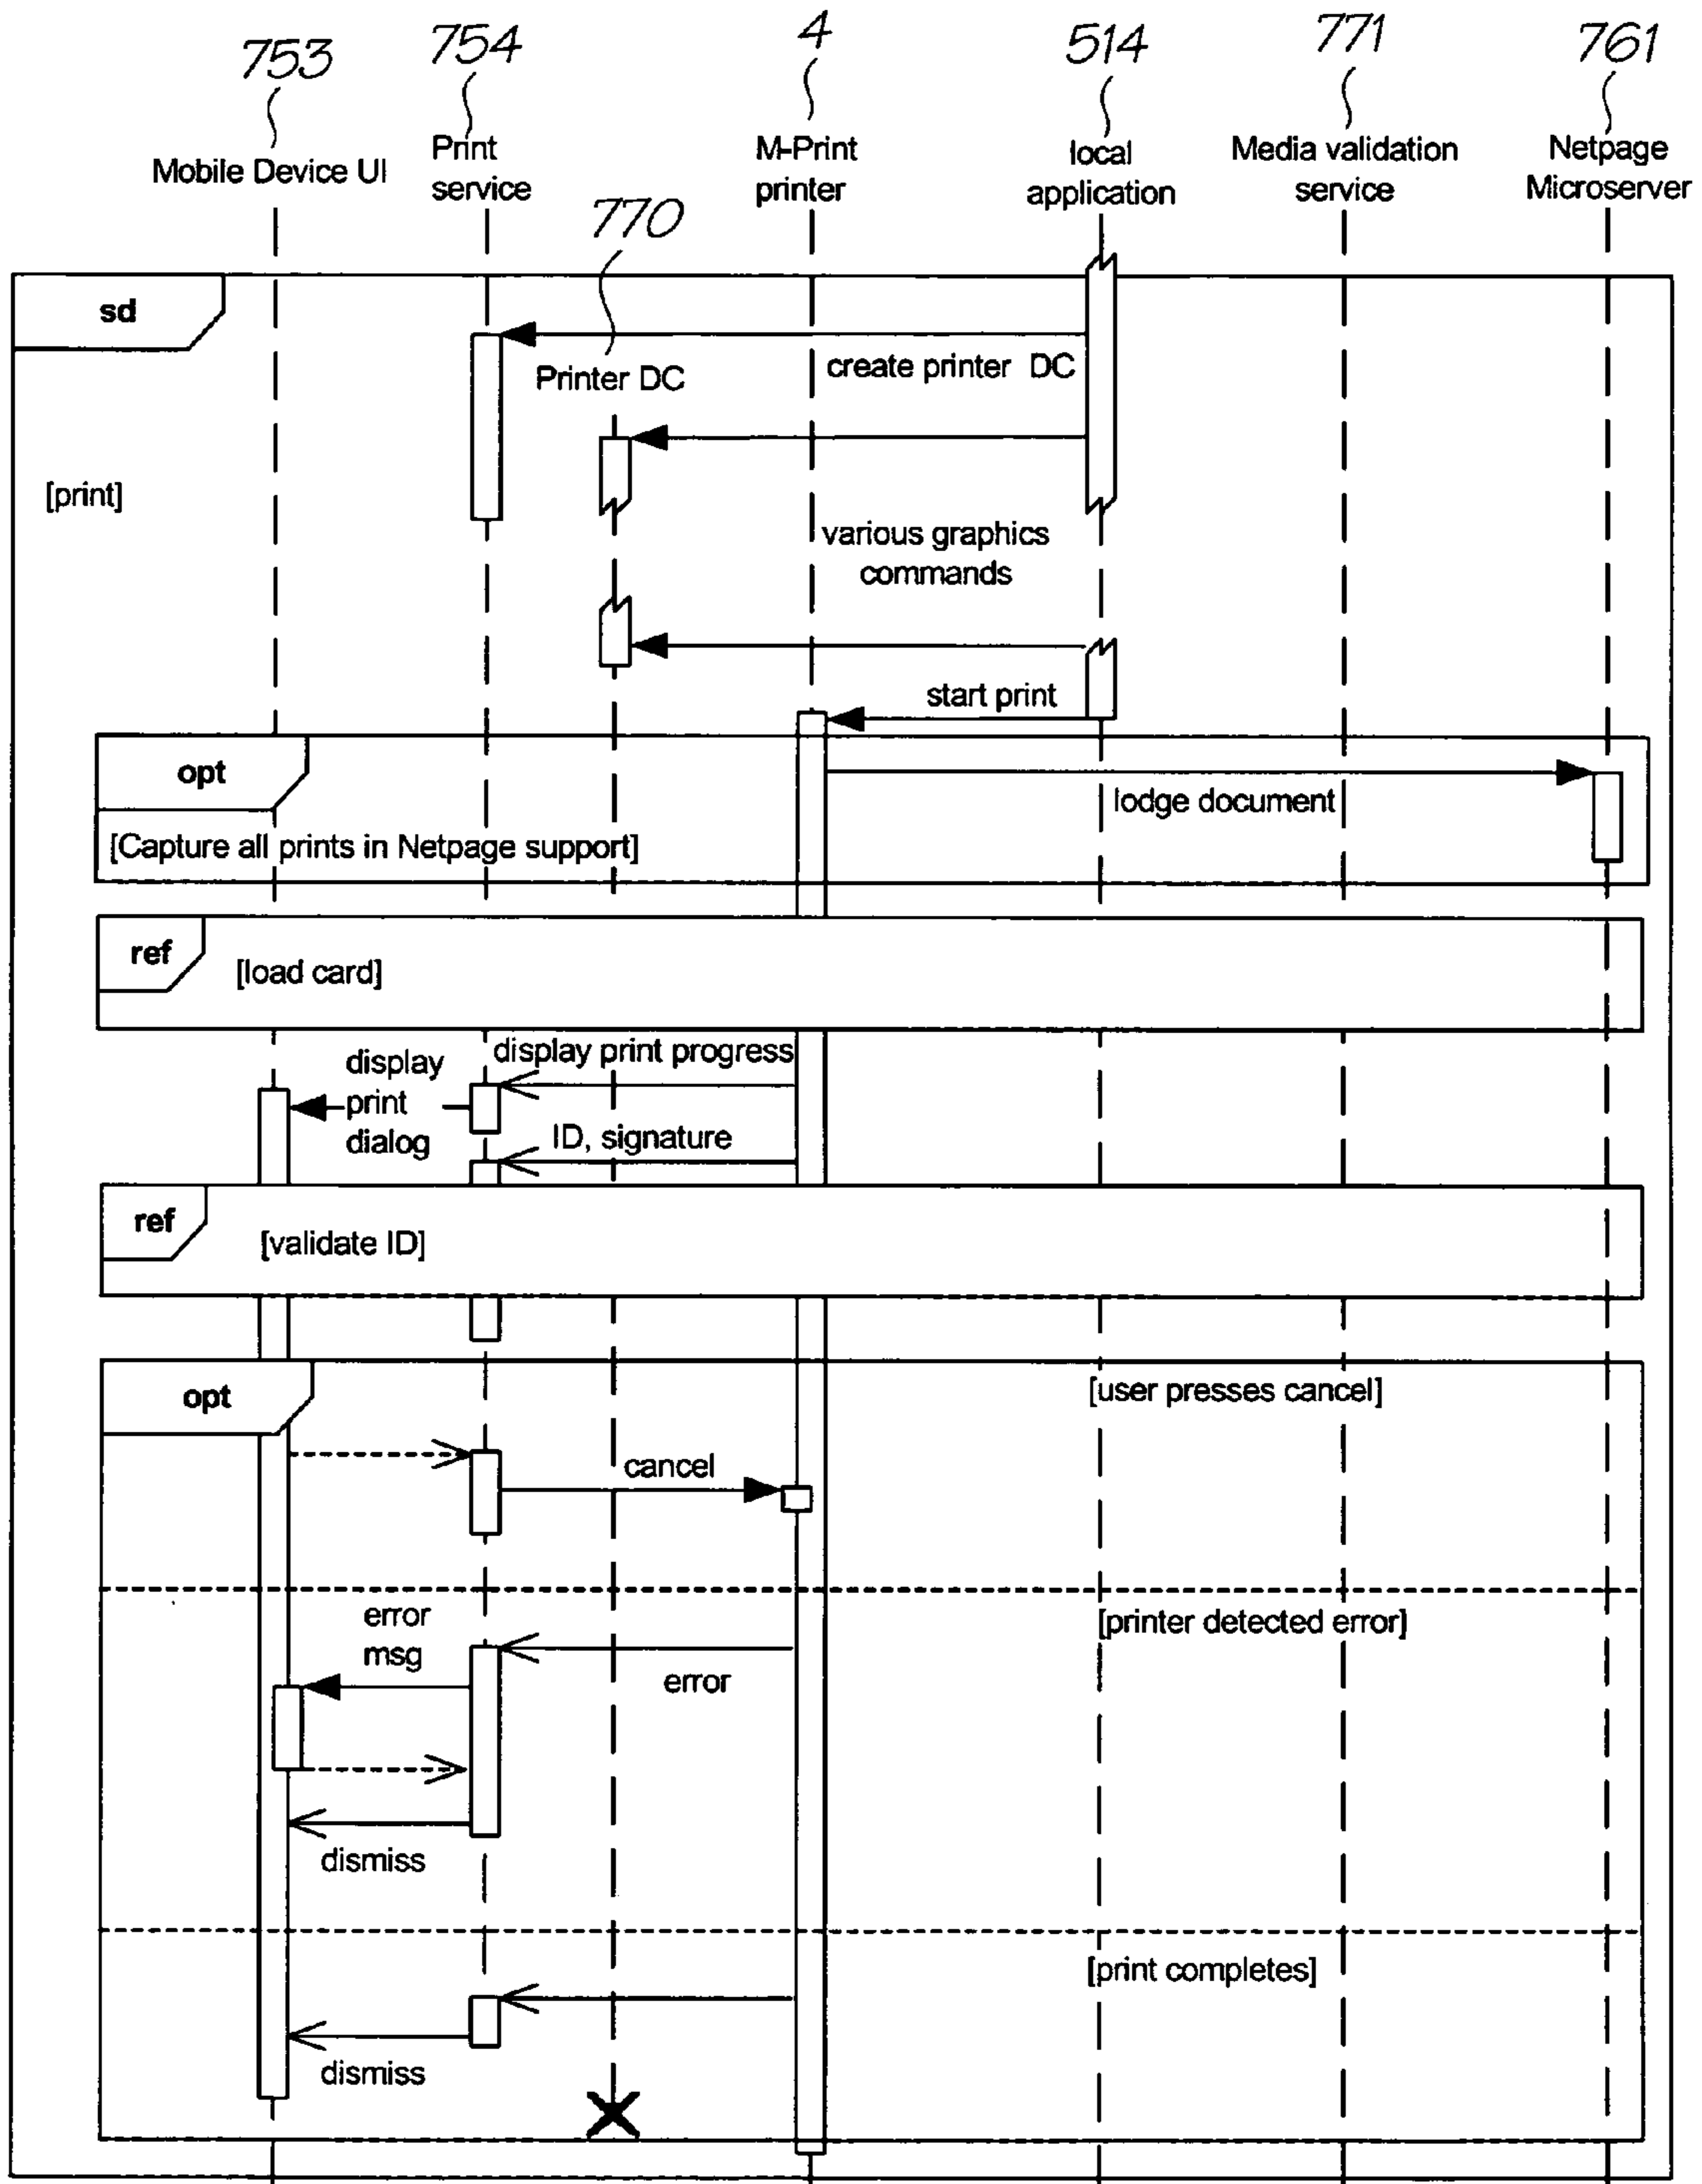 753
754
4
514
771
761
Mobile Device UI
Print
service
M-Print
printer
local
application
Media validation
service
Netpage
Microserver
770
sd
Printer DC
create printer DC
[print]
various graphics
commands
start print
opt
lodge document
[Capture all prints in Netpage support]
ref
[load card]
display
print
dialog
display print progress
ID, signature
ref
[validate ID]
opt
[user presses cancel]
cancel
error
msg
[printer detected error]
error
dismiss
[print completes]
dismiss